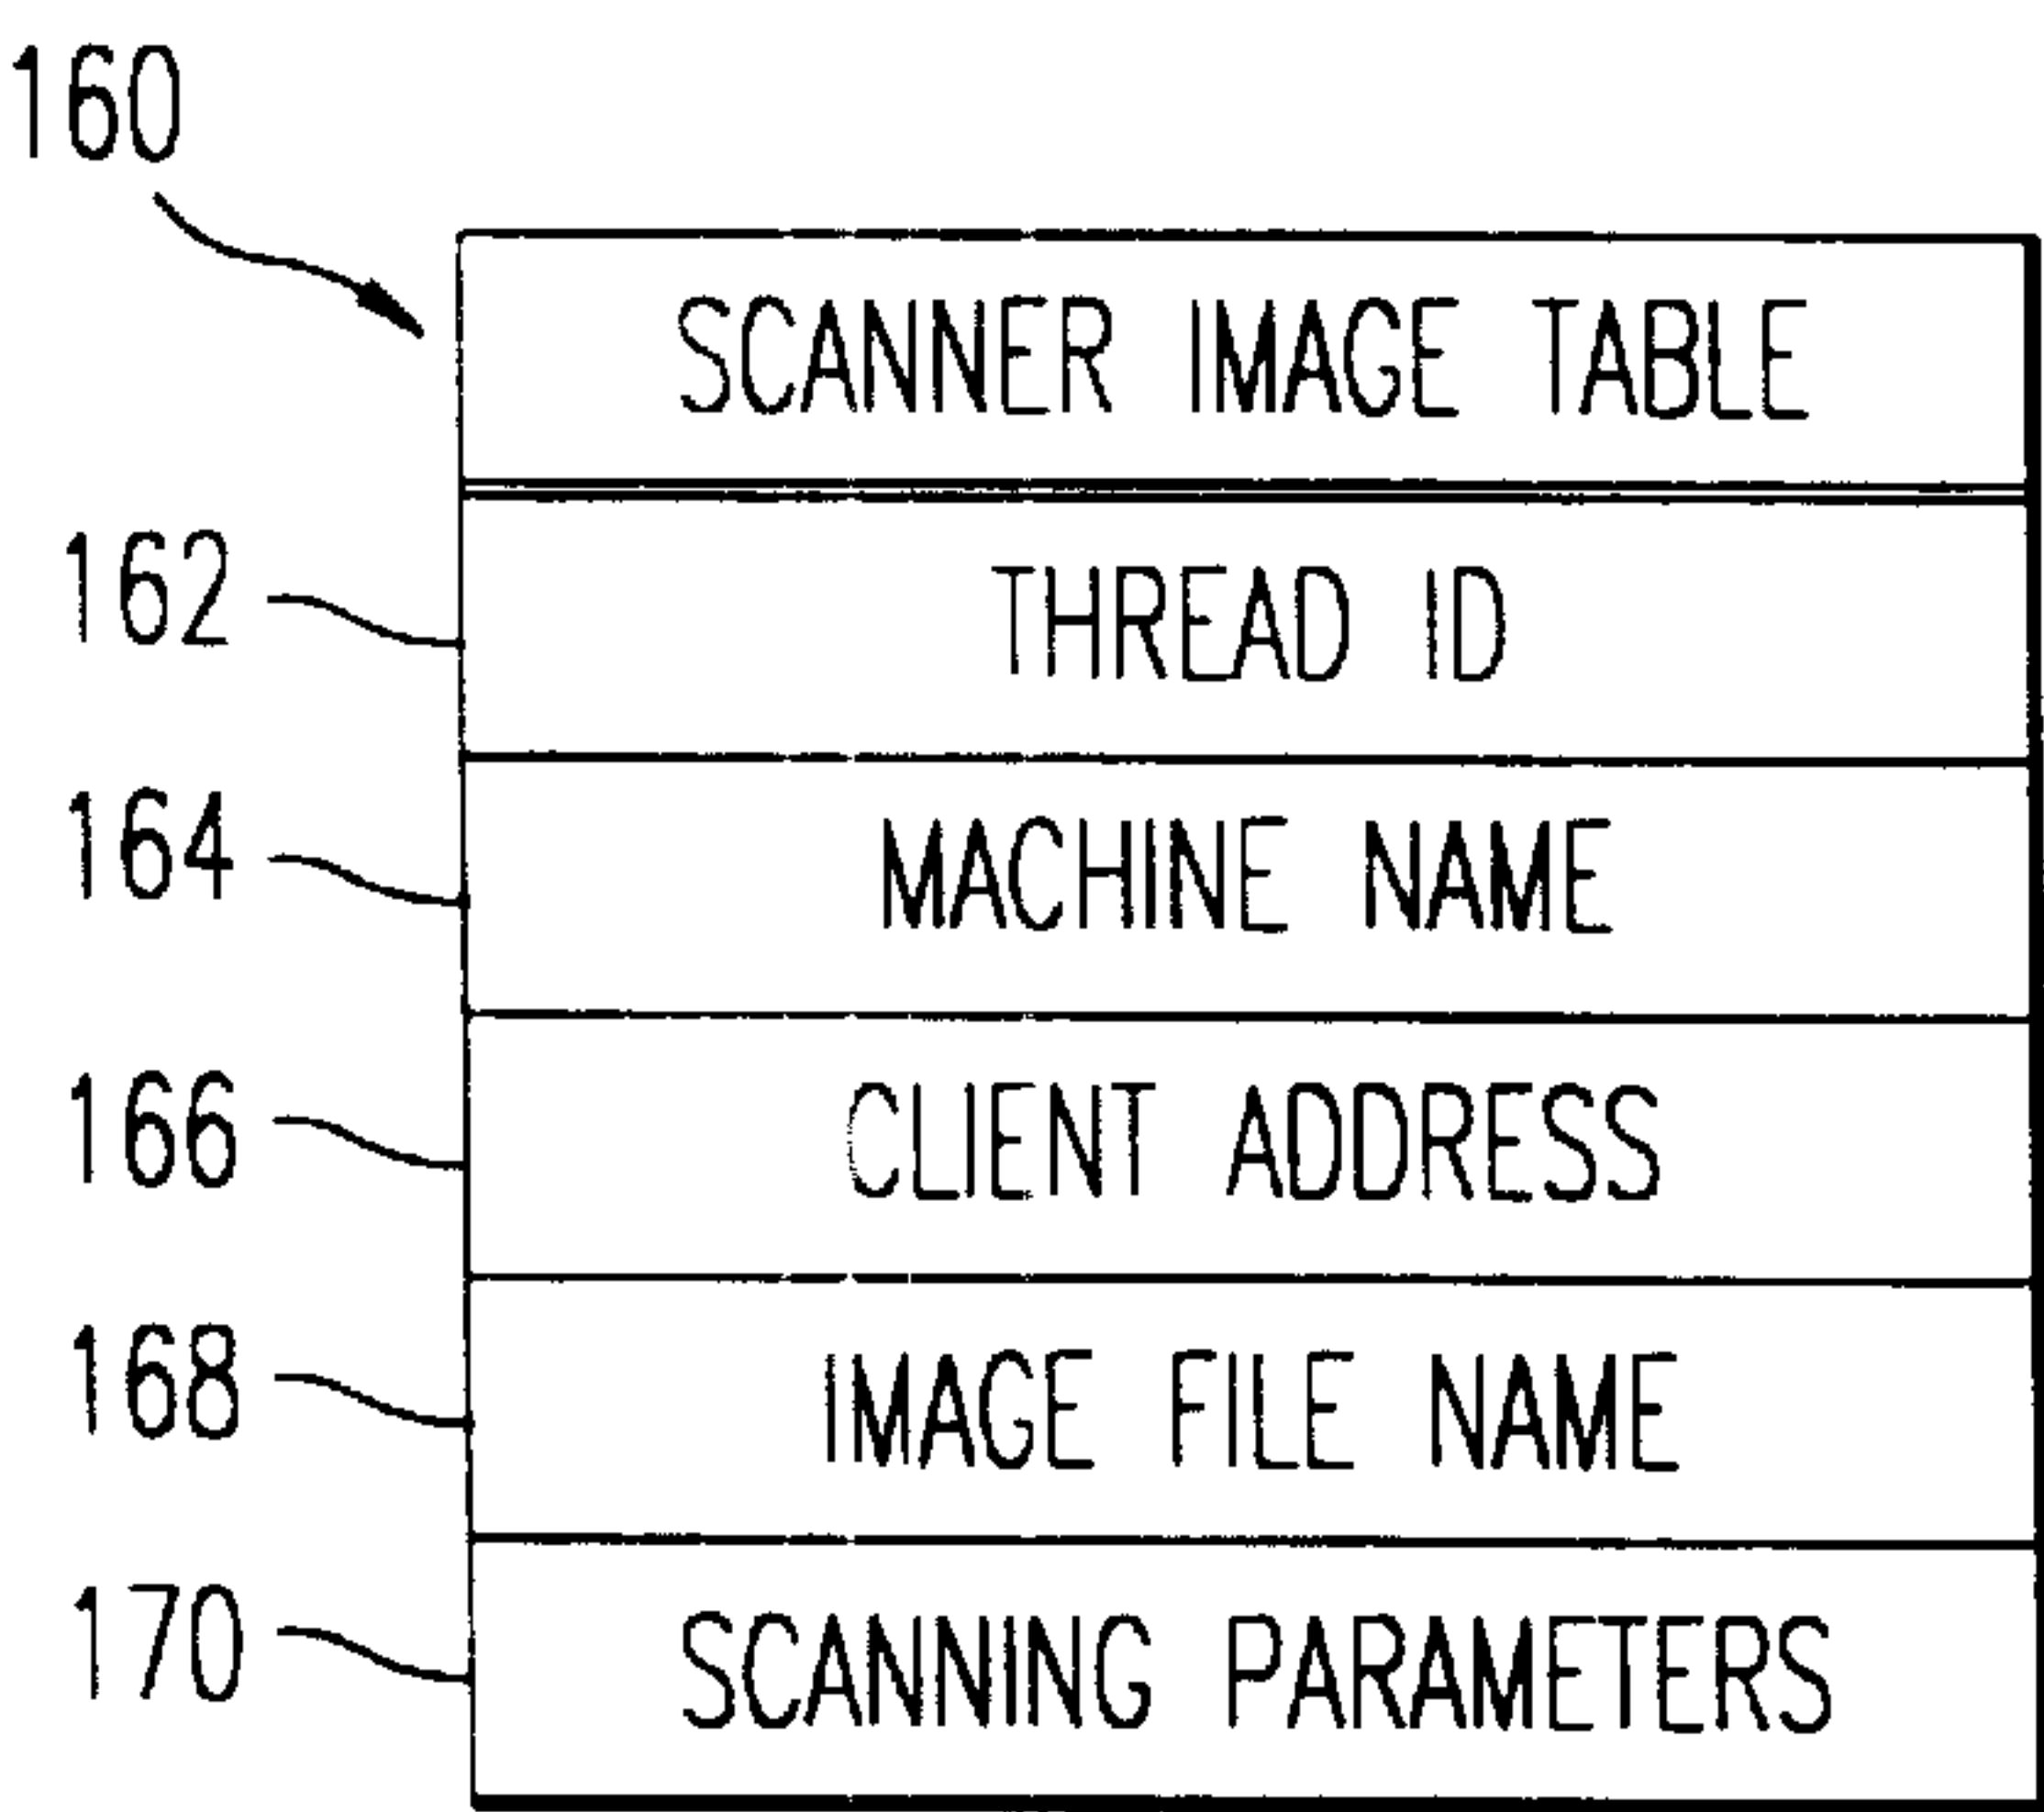 160
SCANNER IMAGE TABLE
162 THREAD ID
164 MACHINE NAME
166 CLIENT ADDRESS
168 IMAGE FILE NAME
170 SCANNING PARAMETERS